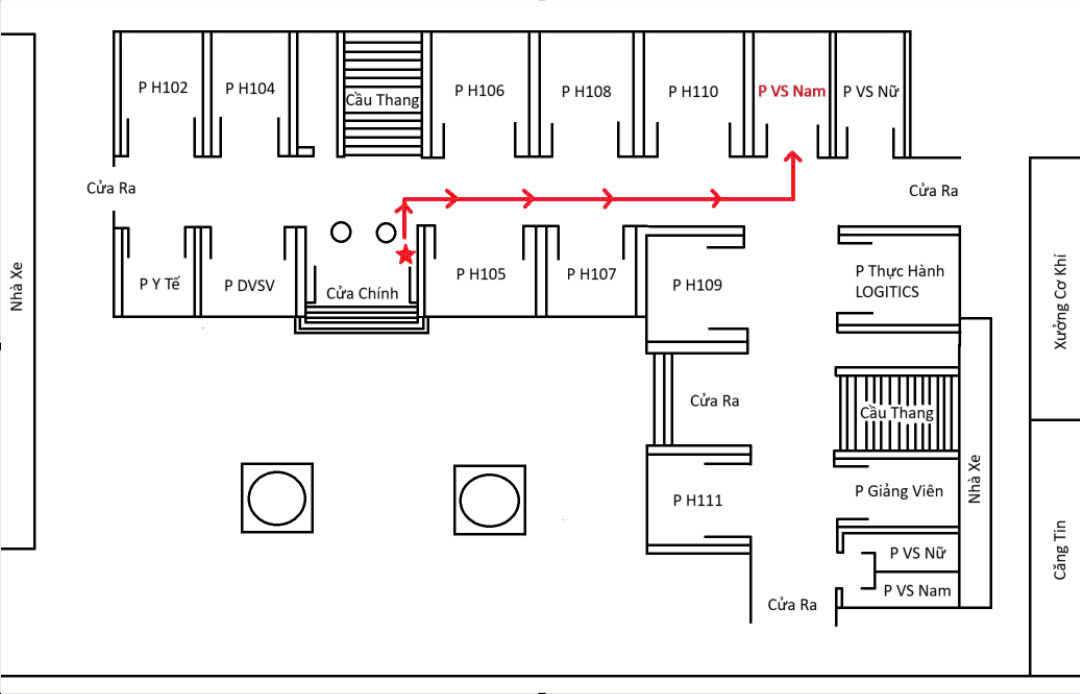 P H102
P H104
Cầu Thang
P H106
P H108
P H110
P VS Nam
P VS Nữ
Cửa Ra
Cửa Ra
P Y Tế
P DVSV
Cửa Chính
P H105
P H107
P H109
P Thực Hành
LOGITICS
Nhà Xe
Xưởng Cơ Khí
Cửa Ra
Cầu Thang
P H111
P Giảng Viên
Nhà Xe
P VS Nữ
P VS Nam
Căng Tin
Cửa Ra